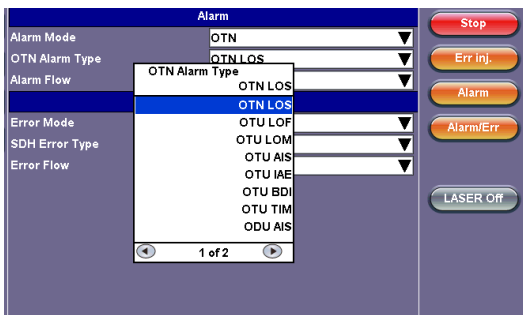 Alarm
Alarm Mode OTN
OTN Alarm Type OTN LOS
Alarm Flow
Error Mode
SDH Error Type
Error Flow
OTN Alarm Type
OTN LOS
OTN LOS
OTU LOF
OTU LOM
OTU AIS
OTU IAE
OTU BDI
OTU TIM
ODU AIS
1 of 2
Stop
Err inj.
Alarm
Alarm/Err
LASER Off